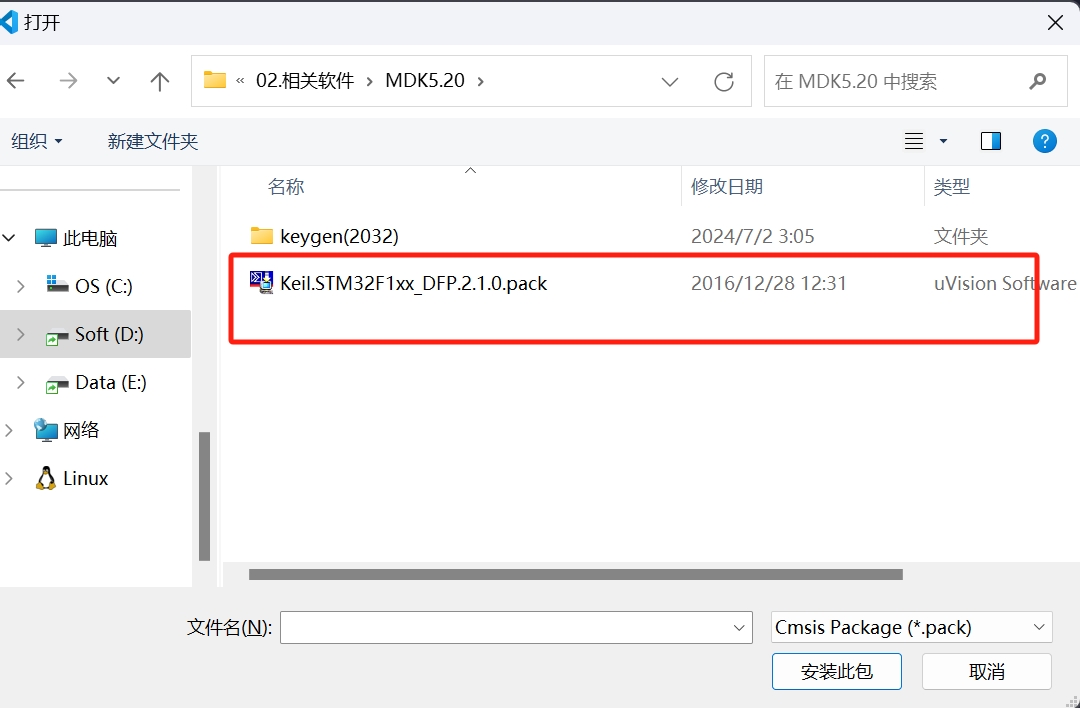 打开
« 02.相关软件 › MDK5.20 ›
在 MDK5.20 中搜索
组织
新建文件夹
名称
修改日期
类型
keygen(2032)
2024/7/2 3:05
文件夹
Keil.STM32F1xx_DFP.2.1.0.pack
2016/12/28 12:31
uVision Software
此电脑
OS (C:)
Soft (D:)
Data (E:)
网络
Linux
文件名(N):
Cmsis Package (*.pack)
安装此包
取消